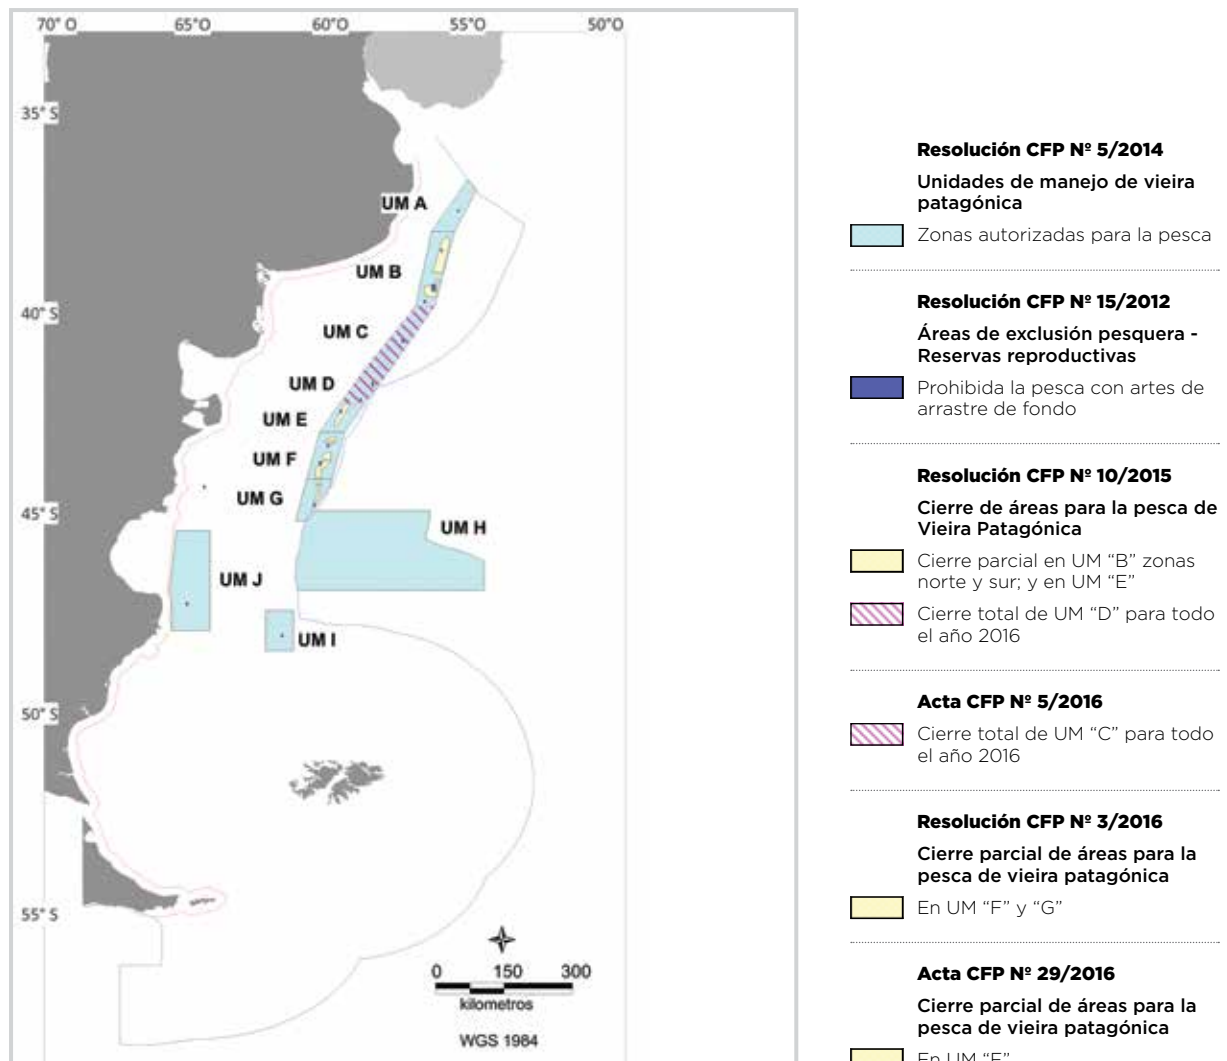 70° O 65°O 60°O 55°O 50°O
35° S
40° S
45° S
50° S
55° S
UM A
UM B
UM C
UM D
UM E
UM F
UM G
UM H
UM J
UM I
0 150 300
kilometros
WGS 1984
Resolución CFP Nº 5/2014
Unidades de manejo de vieira
patagónica
Zonas autorizadas para la pesca
Resolución CFP Nº 15/2012
Áreas de exclusión pesquera -
Reservas reproductivas
Prohibida la pesca con artes de
arrastre de fondo
Resolución CFP Nº 10/2015
Cierre de áreas para la pesca de
Vieira Patagónica
Cierre parcial en UM “B” zonas
norte y sur; y en UM “E”
Cierre total de UM “D” para todo
el año 2016
Acta CFP Nº 5/2016
Cierre total de UM “C” para todo
el año 2016
Resolución CFP Nº 3/2016
Cierre parcial de áreas para la
pesca de vieira patagónica
En UM “F” y “G”
Acta CFP Nº 29/2016
Cierre parcial de áreas para la
pesca de vieira patagónica
En UM